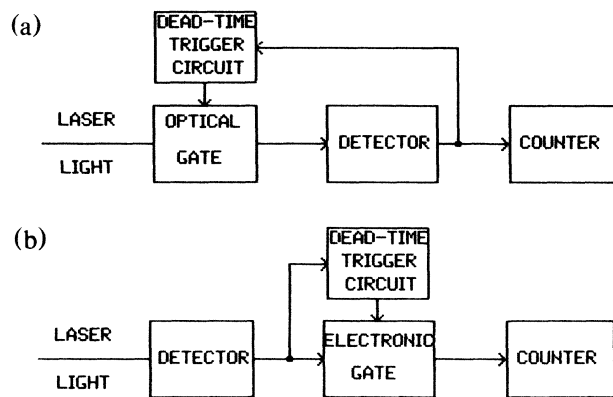 (a)
DEAD-TIME
TRIGGER
CIRCUIT
LASER
LIGHT
OPTICAL
GATE
DETECTOR
COUNTER
(b)
DEAD-TIME
TRIGGER
CIRCUIT
LASER
LIGHT
DETECTOR
ELECTRONIC
GATE
COUNTER